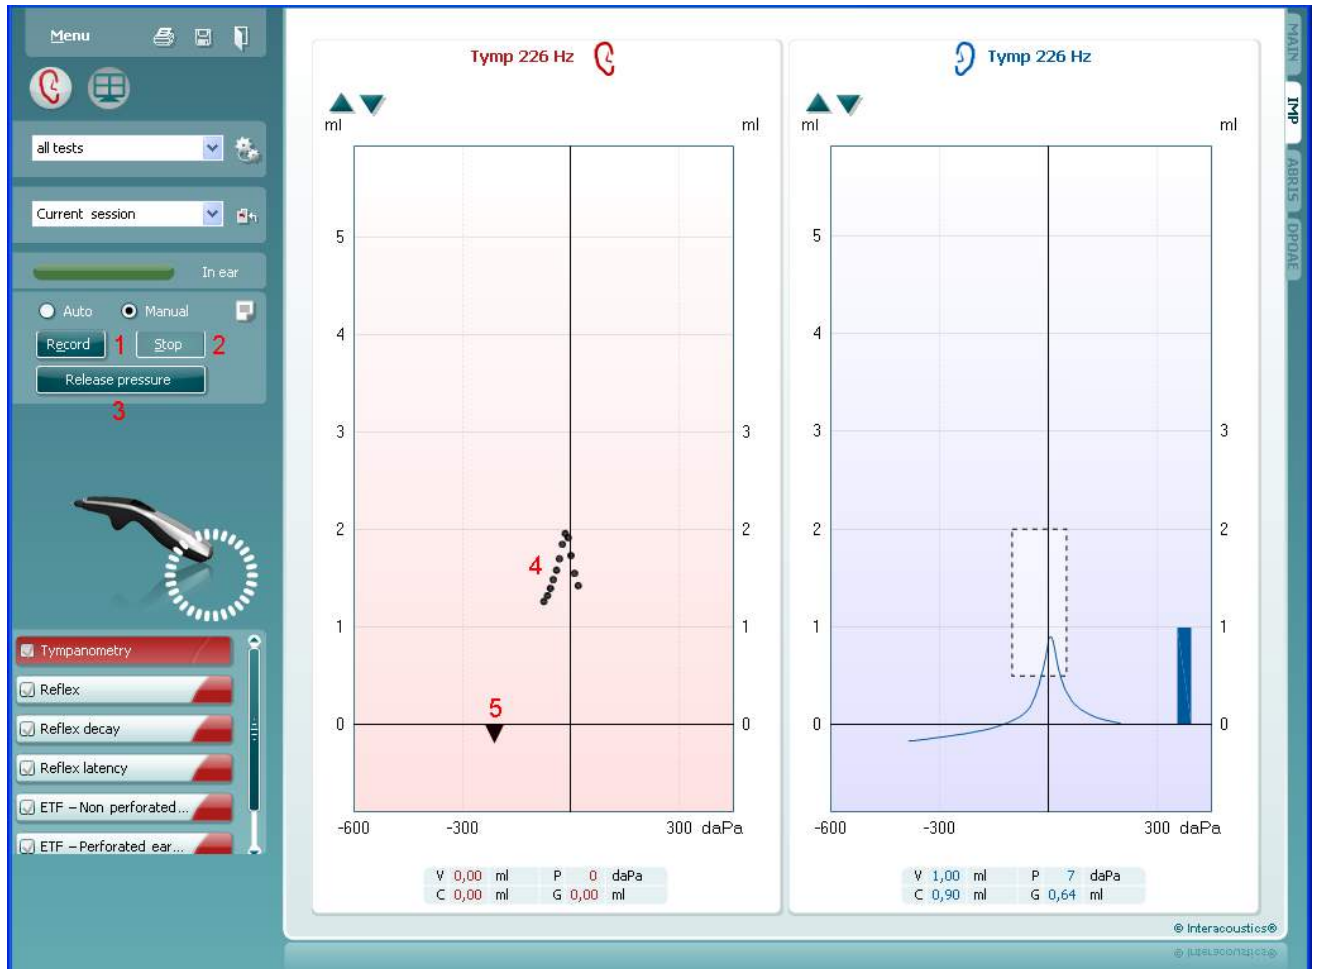 Menu
all tests
Current session
In ear
Auto Manual
Record 1 Stop 2
Release pressure
3
Tympanometry
Reflex
Reflex decay
Reflex latency
ETF – Non perforated...
ETF – Perforated ear...
Tymp 226 Hz
ml ml
5
4
3 3
2 2
4
1 1
5
0 0
-600 -300 300 daPa
V 0,00 ml P 0 daPa
C 0,00 ml G 0,00 ml
Tymp 226 Hz
ml ml
5
4
3 3
2 2
1 1
0 0
-600 -300 300 daPa
V 1,00 ml P 7 daPa
C 0,90 ml G 0,64 ml
MAIN
IMP
ABRIS
DPOAE
© Interacoustics®